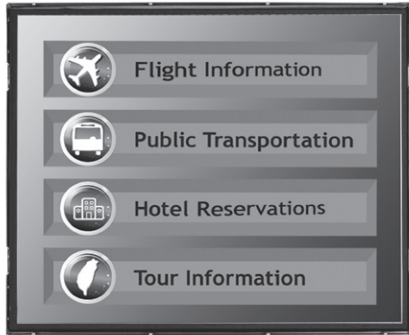 Flight Information
Public Transportation
Hotel Reservations
Tour Information